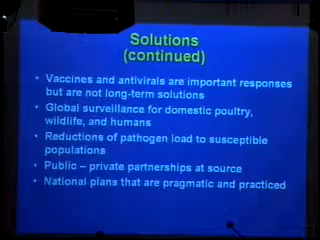 Solutions
(continued)
• Vaccines and antivirals are important responses
but are not long-term solutions
• Global surveillance for domestic poultry,
wildlife, and humans
• Reductions of pathogen load to susceptible
populations
• Public – private partnerships at source
• National plans that are pragmatic and practiced